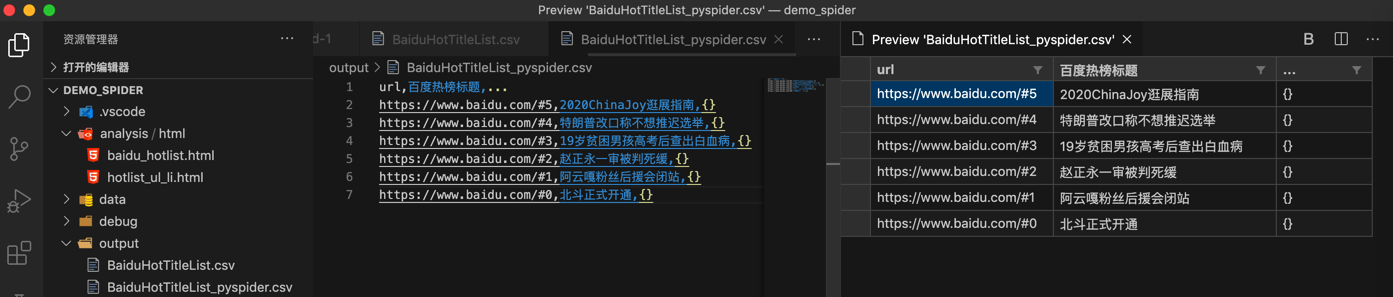 Preview 'BaiduHotTitleList_pyspider.csv' — demo_spider
资源管理器
打开的编辑器
DEMO_SPIDER
.vscode
analysis / html
baidu_hotlist.html
hotlist_ul_li.html
data
debug
output
BaiduHotTitleList.csv
BaiduHotTitleList_pyspider.csv
d-1
BaiduHotTitleList.csv
BaiduHotTitleList_pyspider.csv
output > BaiduHotTitleList_pyspider.csv
1 url,百度热榜标题,...
2 https://www.baidu.com/#5,2020ChinaJoy逛展指南,{}
3 https://www.baidu.com/#4,特朗普改口称不想推迟选举,{}
4 https://www.baidu.com/#3,19岁贫困男孩高考后查出白血病,{}
5 https://www.baidu.com/#2,赵正永一审被判死缓,{}
6 https://www.baidu.com/#1,阿云嘎粉丝后援会闭站,{}
7 https://www.baidu.com/#0,北斗正式开通,{}
Preview 'BaiduHotTitleList_pyspider.csv'
B
url 百度热榜标题 ...
https://www.baidu.com/#5 2020ChinaJoy逛展指南 {}
https://www.baidu.com/#4 特朗普改口称不想推迟选举 {}
https://www.baidu.com/#3 19岁贫困男孩高考后查出白血病 {}
https://www.baidu.com/#2 赵正永一审被判死缓 {}
https://www.baidu.com/#1 阿云嘎粉丝后援会闭站 {}
https://www.baidu.com/#0 北斗正式开通 {}